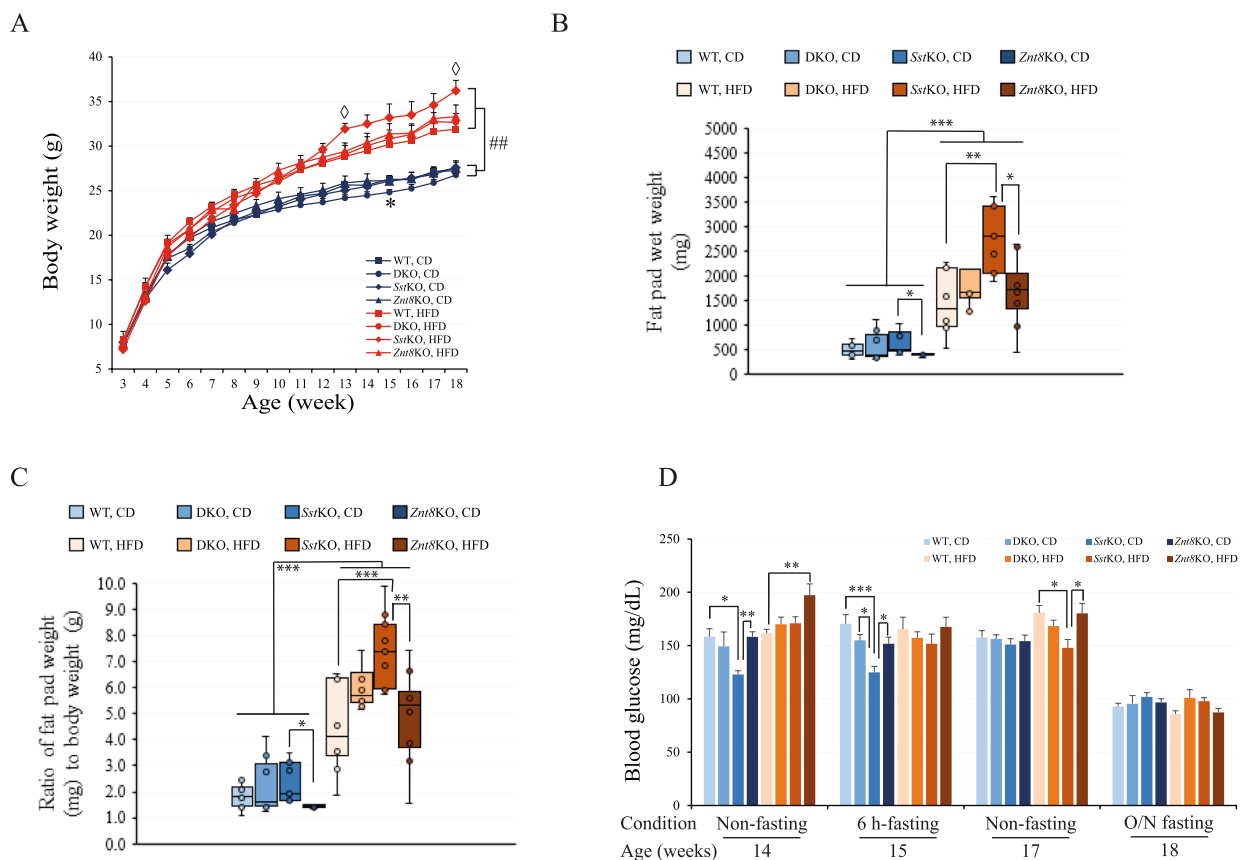 A
Body weight (g)
40
35
30
25
20
15
10
5
◊
◊
##
*
WT, CD
DKO, CD
SstKO, CD
Znt8KO, CD
WT, HFD
DKO, HFD
SstKO, HFD
Znt8KO, HFD
3 4 5 6 7 8 9 10 11 12 13 14 15 16 17 18
Age (week)
B
WT, CD DKO, CD SstKO, CD Znt8KO, CD
WT, HFD DKO, HFD SstKO, HFD Znt8KO, HFD
Fat pad wet weight
(mg)
5000
4500
4000
3500
3000
2500
2000
1500
1000
500
0
***
**
*
*
C
WT, CD DKO, CD SstKO, CD Znt8KO, CD
WT, HFD DKO, HFD SstKO, HFD Znt8KO, HFD
Ratio of fat pad weight
(mg) to body weight (g)
10.0
9.0
8.0
7.0
6.0
5.0
4.0
3.0
2.0
1.0
0.0
***
***
**
*
D
WT, CD DKO, CD SstKO, CD Znt8KO, CD
WT, HFD DKO, HFD SstKO, HFD Znt8KO, HFD
Blood glucose (mg/dL)
250
200
150
100
50
0
* ** **
*** * *
* *
Condition Non-fasting 6 h-fasting Non-fasting O/N fasting
Age (weeks) 14 15 17 18